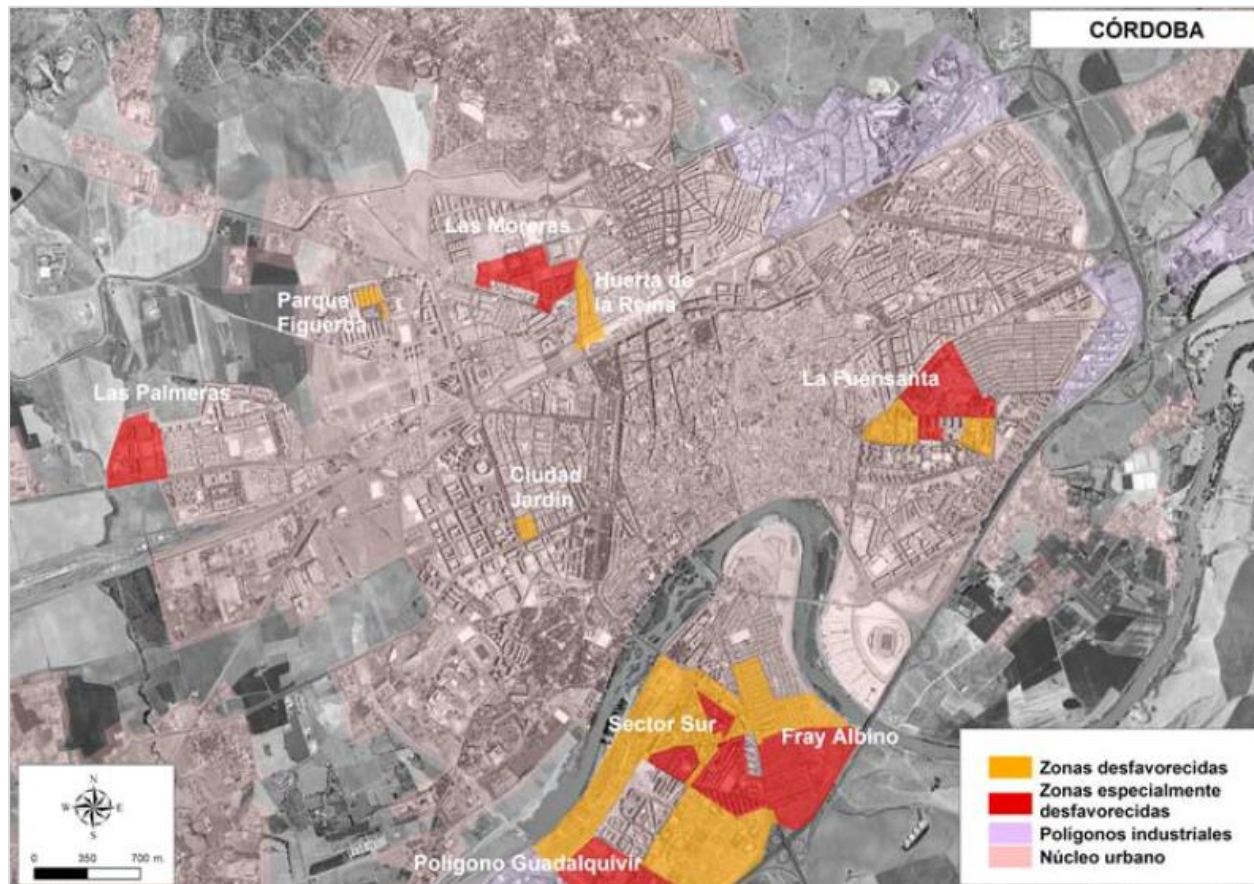 CÓRDOBA
Las Moreras
Huerta de
la Reina
Parque
Figueroa
La Fuensanta
Las Palmeras
Ciudad
Jardín
Sector Sur
Fray Albino
Polígono Guadalquivir
Zonas desfavorecidas
Zonas especialmente
desfavorecidas
Polígonos industriales
Núcleo urbano
N
W E
S
0 350 700 m.